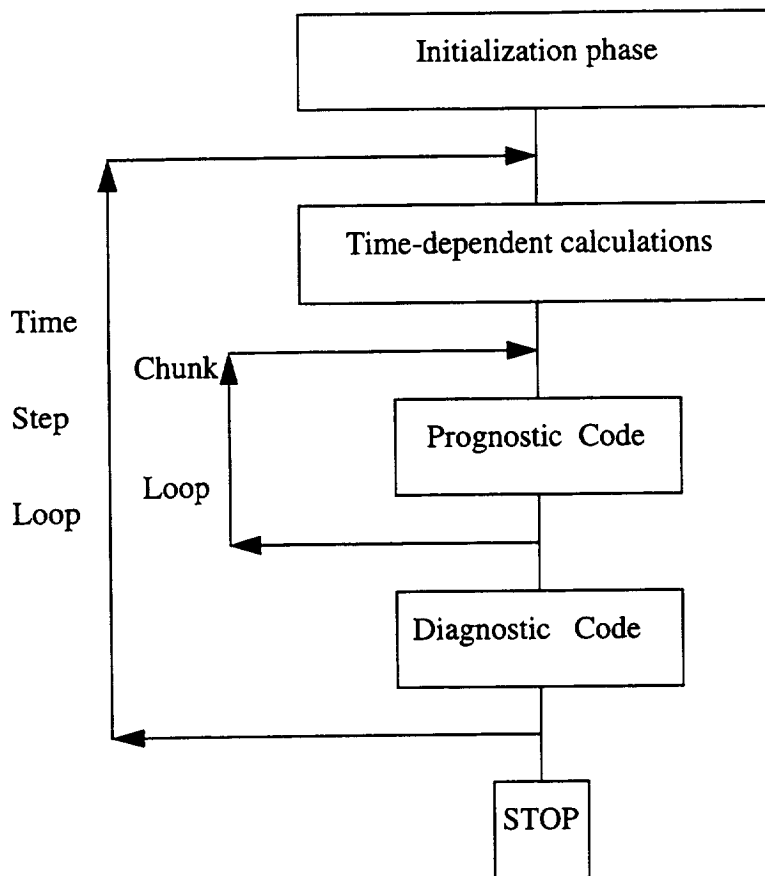 Initialization phase
Time-dependent calculations
Time
Step
Loop
Chunk
Loop
Prognostic Code
Diagnostic Code
STOP